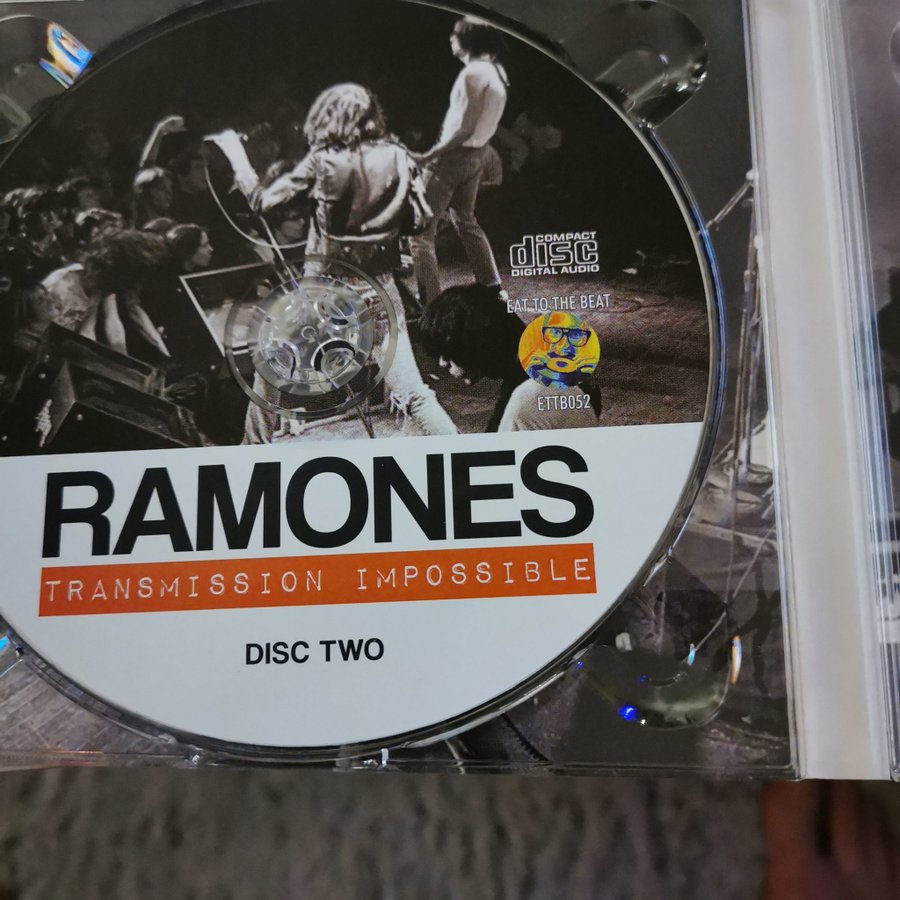 COMPACT
disc
DIGITAL AUDIO
EAT TO THE BEAT
ETTB052
RAMONES
TRANSMISSION IMPOSSIBLE
DISC TWO